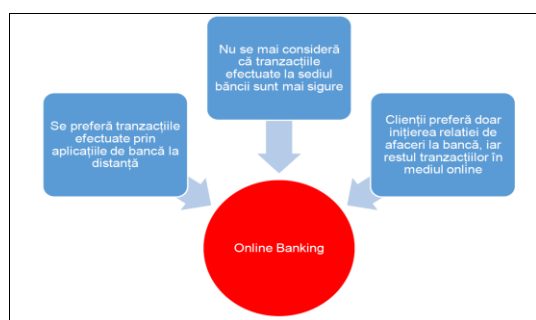 Nu se mai consideră
că tranzacțiile
efectuate la sediul
băncii sunt mai sigure
Se preferă tranzacțiile
efectuate prin
aplicațiile de bancă la
distanță
Clienții preferă doar
inițierea relatiei de
afaceri la bancă, iar
restul tranzacțiilor în
mediul online
Online Banking